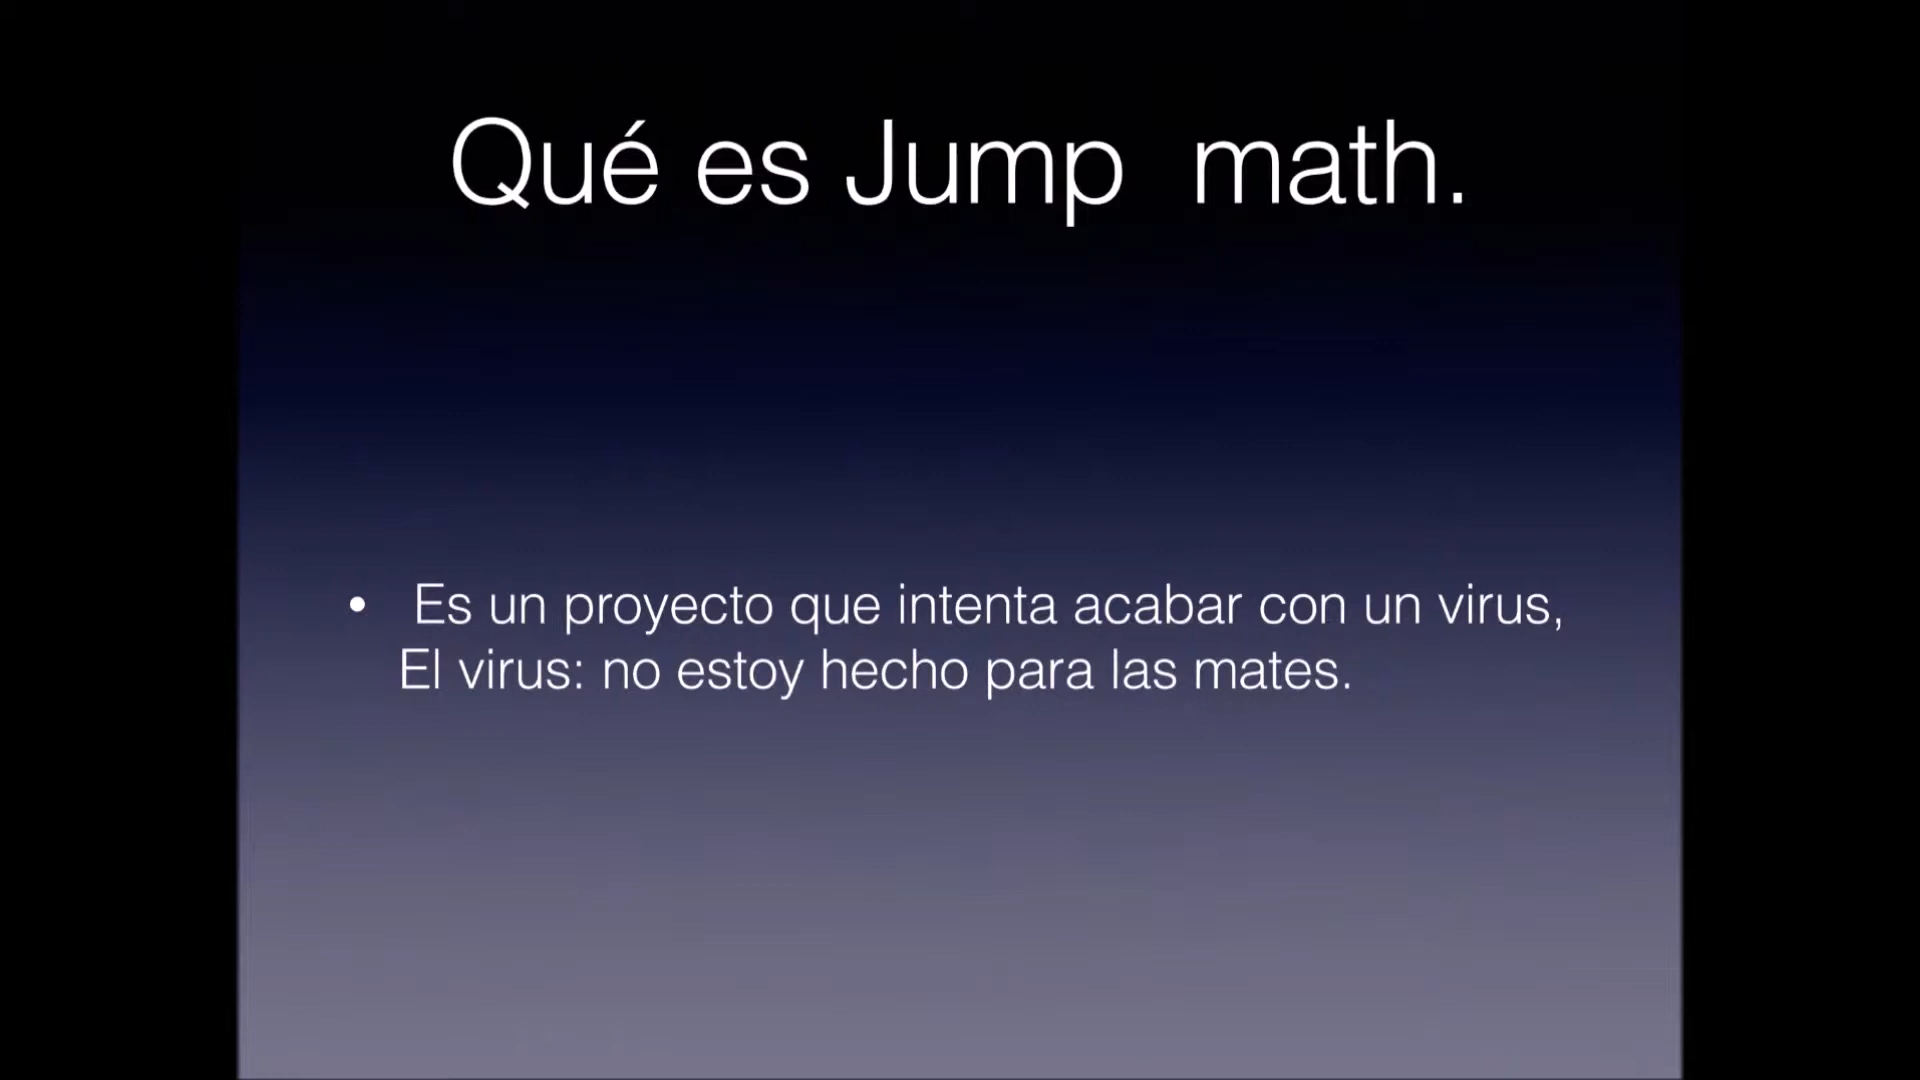 Qué es Jump  math.
• Es un proyecto que intenta acabar con un virus,
El virus: no estoy hecho para las mates.